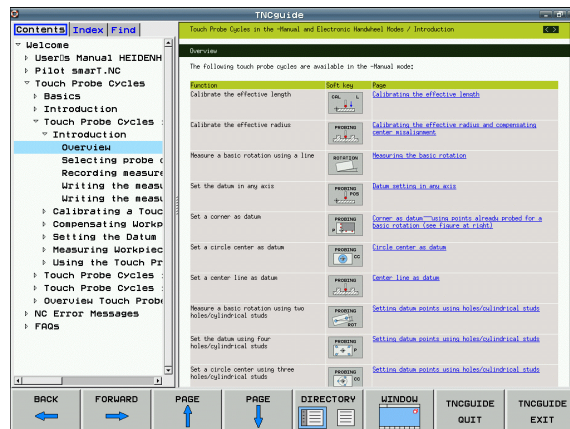 TNCguide
Contents Index Find
Touch Probe Cycles in the -Manual and Electronic Handwheel Modes / Introduction
▽ Welcome
▷ User▯s Manual HEIDENH
▷ Pilot smarT.NC
▽ Touch Probe Cycles
▷ Basics
▷ Introduction
▽ Touch Probe Cycles :
▽ Introduction
Overview
Selecting probe c
Recording measure
Writing the measu
Writing the measu
▷ Calibrating a Touc
▷ Compensating Workp
▷ Setting the Datum
▷ Measuring Workpiec
▷ Using the Touch Pr
▷ Touch Probe Cycles :
▷ Touch Probe Cycles :
▷ Overview Touch Probe
▷ NC Error Messages
▷ FAQs
Overview
The following touch probe cycles are available in the -Manual mode:
Function Soft key Page
Calibrate the effective length CAL L Calibrating the effective length
Calibrate the effective radius PROBING Calibrating the effective radius and compensating
center misalignment
Measure a basic rotation using a line PROBING ROTATION Measuring the basic rotation
Set the datum in any axis PROBING POS Datum setting in any axis
Set a corner as datum PROBING P Corner as datum—using points already probed for a
basic rotation (see figure at right)
Set a circle center as datum PROBING CC Circle center as datum
Set a center line as datum PROBING Center line as datum
Measure a basic rotation using two
holes/cylindrical studs PROBING ROT Setting datum points using holes/cylindrical studs
Set the datum using four
holes/cylindrical studs PROBING P Setting datum points using holes/cylindrical studs
Set a circle center using three
holes/cylindrical studs PROBING CC Setting datum points using holes/cylindrical studs
BACK FORWARD PAGE PAGE DIRECTORY WINDOW TNCGUIDE TNCGUIDE
QUIT EXIT